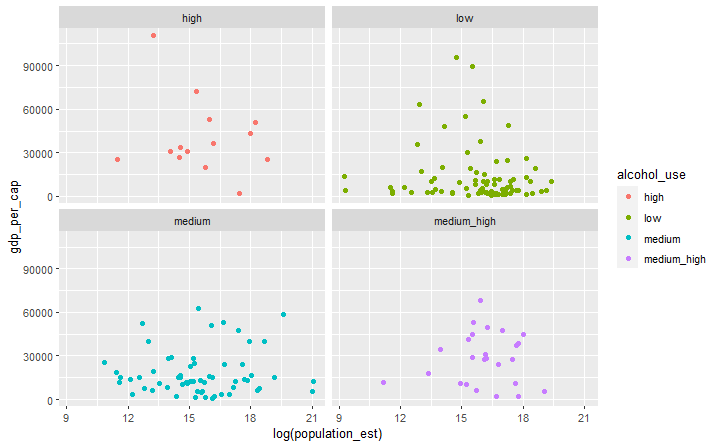 high
low
90000
60000
30000
0
medium
medium_high
90000
60000
30000
0
9
12
15
18
21
9
12
15
18
21
log(population_est)
gdp_per_cap
alcohol_use
high
low
medium
medium_high